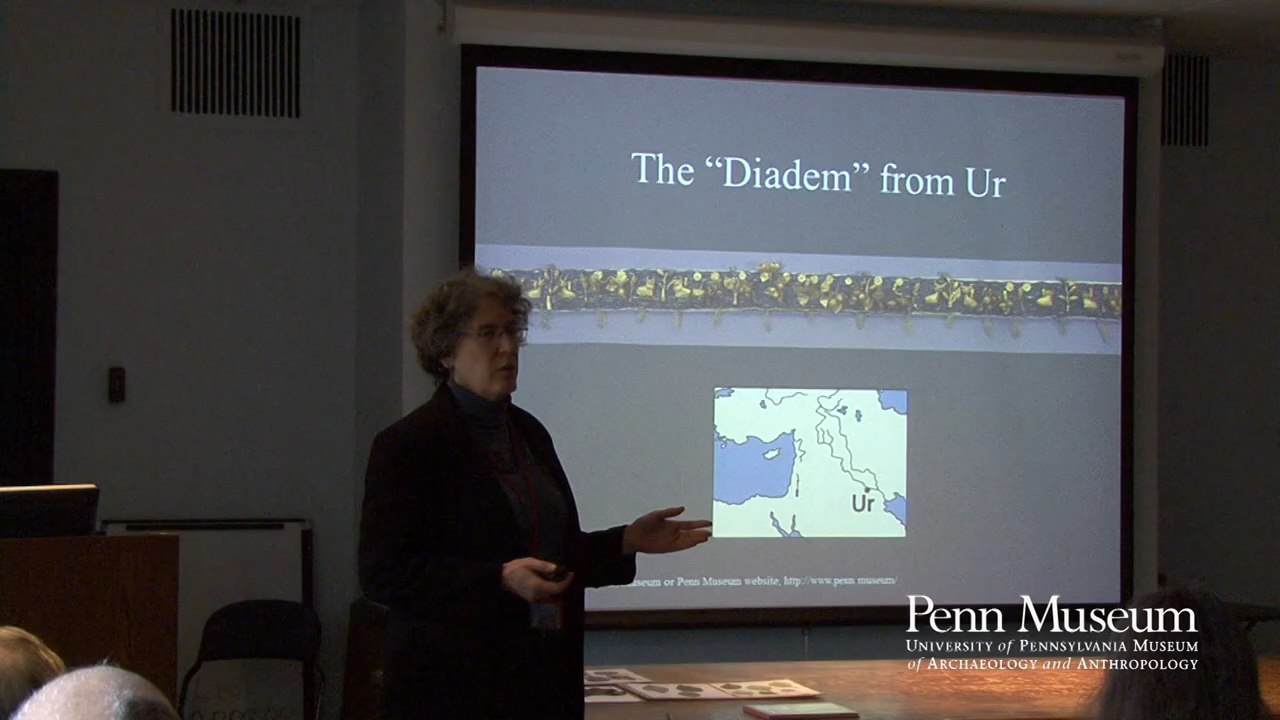 The “Diadem” from Ur
Ur
Museum or Penn Museum website, http://www.penn.museum/
Penn Museum
University of Pennsylvania Museum
of Archaeology and Anthropology